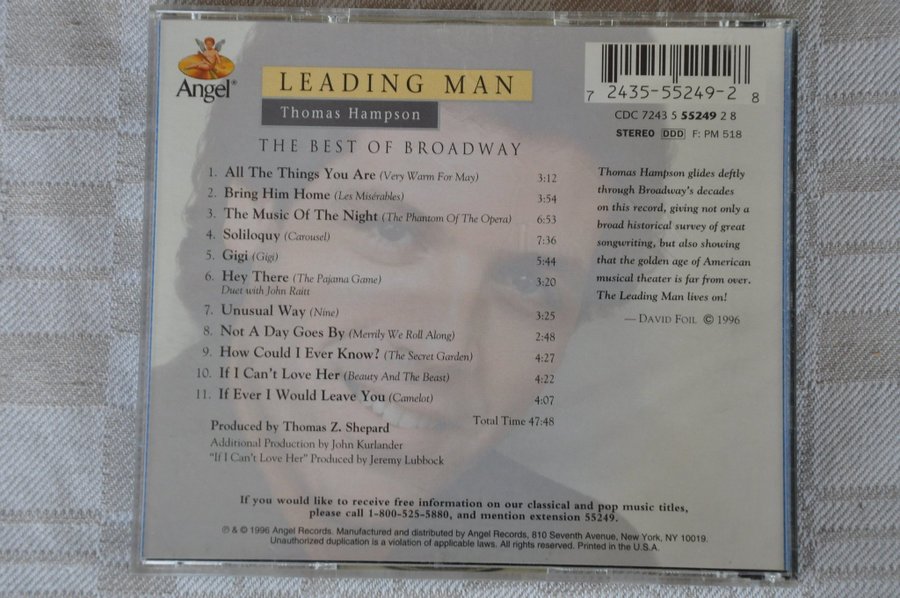 Angel®
LEADING MAN
Thomas Hampson
THE BEST OF BROADWAY
1. All The Things You Are (Very Warm For May) 3:12
2. Bring Him Home (Les Misérables) 3:54
3. The Music Of The Night (The Phantom Of The Opera) 6:53
4. Soliloquy (Carousel) 7:36
5. Gigi (Gigi) 5:44
6. Hey There (The Pajama Game) 3:20
Duet with John Raitt
7. Unusual Way (Nine) 3:25
8. Not A Day Goes By (Merrily We Roll Along) 2:48
9. How Could I Ever Know? (The Secret Garden) 4:27
10. If I Can't Love Her (Beauty And The Beast) 4:22
11. If Ever I Would Leave You (Camelot) 4:07
Total Time 47:48
Produced by Thomas Z. Shepard
Additional Production by John Kurlander
"If I Can't Love Her" Produced by Jeremy Lubbock
7 2435-55249-2 8
CDC 7243 5 55249 2 8
STEREO DDD F: PM 518
Thomas Hampson glides deftly
through Broadway's decades
on this record, giving not only a
broad historical survey of great
songwriting, but also showing
that the golden age of American
musical theater is far from over.
The Leading Man lives on!
— DAVID FOIL © 1996
If you would like to receive free information on our classical and pop music titles,
please call 1-800-525-5880, and mention extension 55249.
℗ & © 1996 Angel Records. Manufactured and distributed by Angel Records, 810 Seventh Avenue, New York, NY 10019.
Unauthorized duplication is a violation of applicable laws. All rights reserved. Printed in the U.S.A.